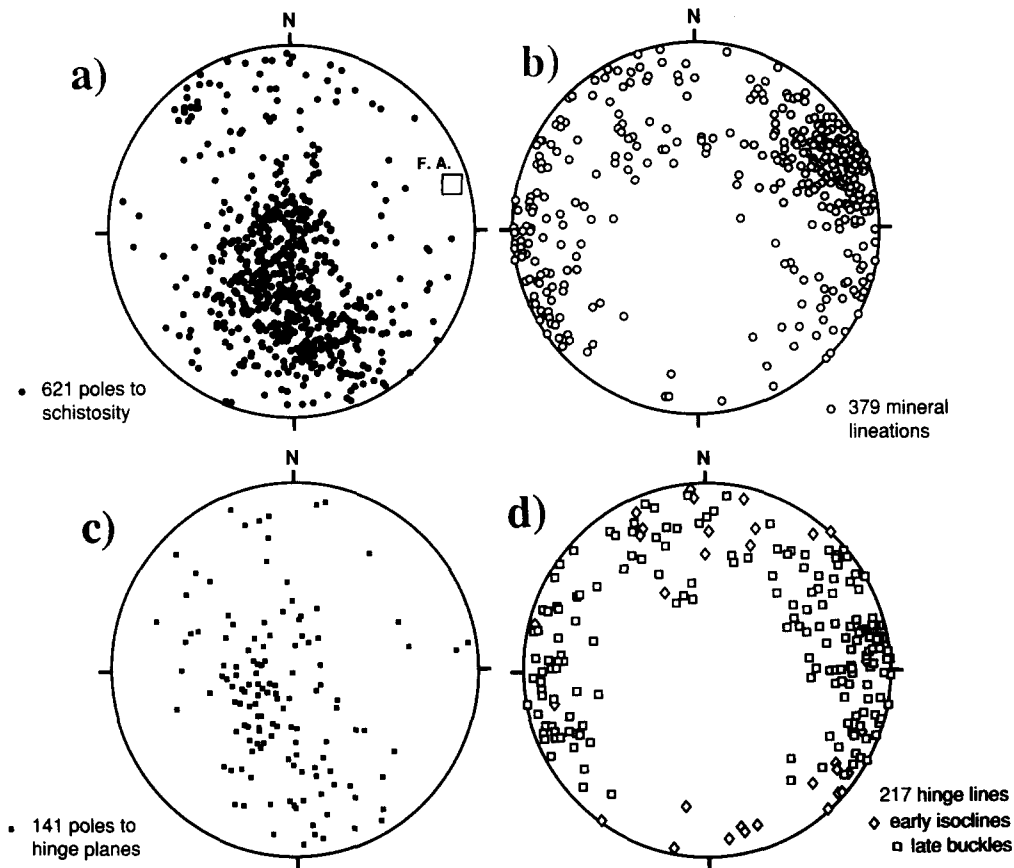 N
a)
F. A.
621 poles to
schistosity
N
b)
379 mineral
lineations
N
c)
141 poles to
hinge planes
N
d)
217 hinge lines
early isoclines
late buckles